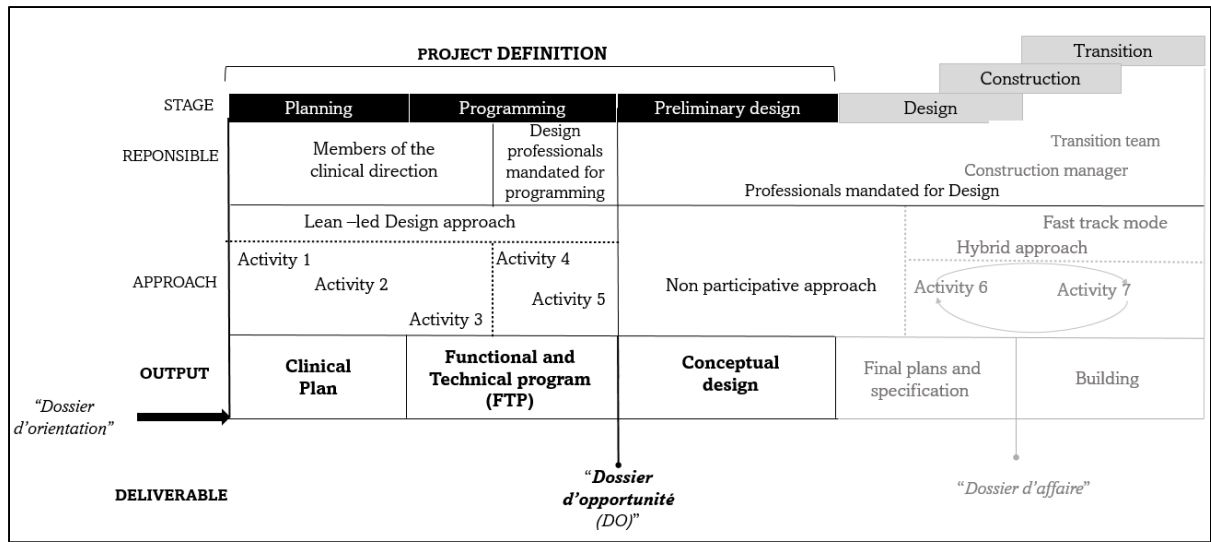 Transition
PROJECT DEFINITION
Construction
STAGE
Planning
Programming
Preliminary design
Design
REPONSIBLE
Members of the
clinical direction
Design
professionals
mandated for
programming
Transition team
Construction manager
Professionals mandated for Design
Lean –led Design approach
Fast track mode
Hybrid approach
APPROACH
Activity 1
Activity 2
Activity 3
Activity 4
Activity 5
Non participative approach
Activity 6
Activity 7
OUTPUT
Clinical
Plan
Functional and
Technical program
(FTP)
Conceptual
design
Final plans and
specification
Building
“Dossier
d’orientation”
DELIVERABLE
“Dossier
d’opportunité
(DO)”
“Dossier d’affaire”